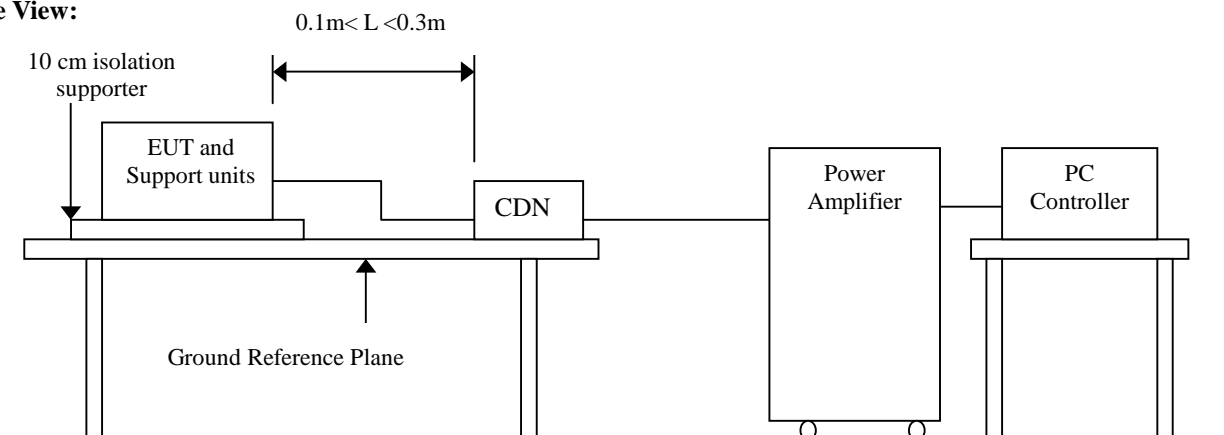 View:
0.1m< L <0.3m
10 cm isolation
supporter
EUT and
Support units
CDN
Power
Amplifier
PC
Controller
Ground Reference Plane